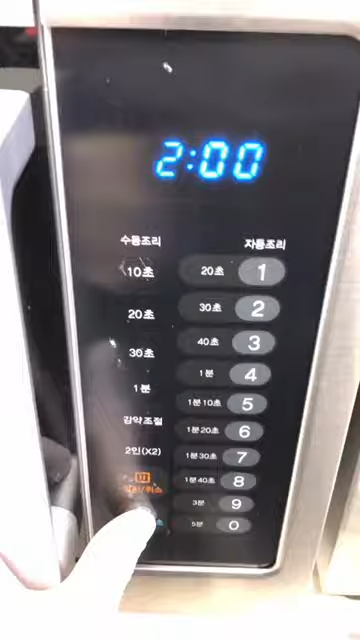 2:00
수동조리 자동조리
10초 20초 1
20초 30초 2
30초 40초 3
1분 1분 4
강약조절 1분10초 5
2인(X2) 1분20초 6
1분30초 7
/취소 1분40초 8
3분 9
5분 0